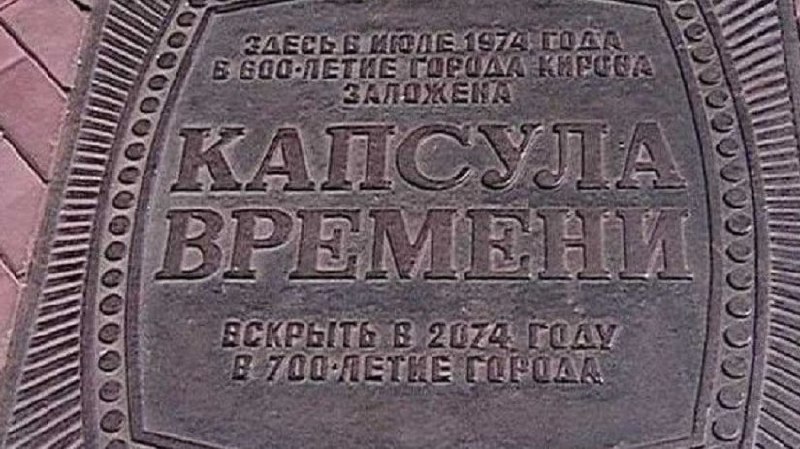 ЗДЕСЬ В ИЮЛЕ 1974 ГОДА
В 600-ЛЕТИЕ ГОРОДА КИРОВА
ЗАЛОЖЕНА
КАПСУЛА
ВРЕМЕНИ
ВСКРЫТЬ В 2074 ГОДУ
В 700-ЛЕТИЕ ГОРОДА